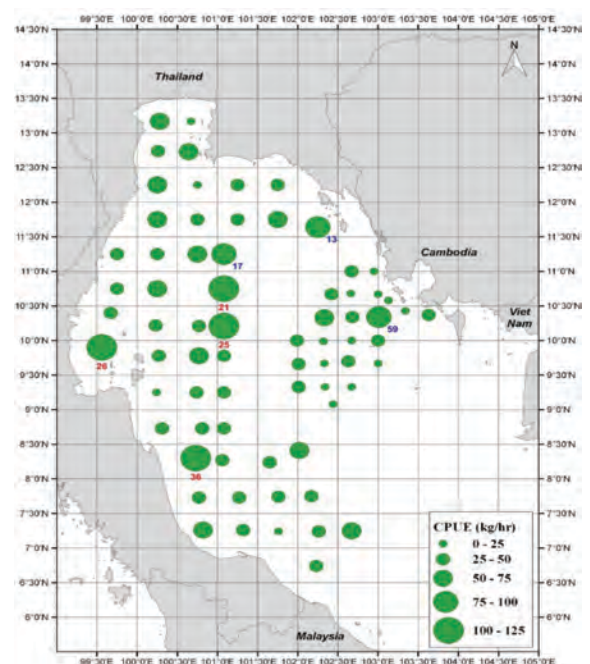 99°30'E 100°0'E 100°30'E 101°0'E 101°30'E 102°0'E 102°30'E 103°0'E 103°30'E 104°0'E 104°30'E 105°0'E
14°30'N
14°0'N
N
Thailand
13°30'N
13°0'N
12°30'N
12°0'N
11°30'N
13
Cambodia
17
11°0'N
10°30'N
21
Viet
Nam
59
10°0'N
25
26
9°30'N
9°0'N
8°30'N
36
8°0'N
7°30'N
CPUE (kg/hr)
0 - 25
7°0'N
25 - 50
6°30'N
50 - 75
75 - 100
6°0'N
100 - 125
Malaysia